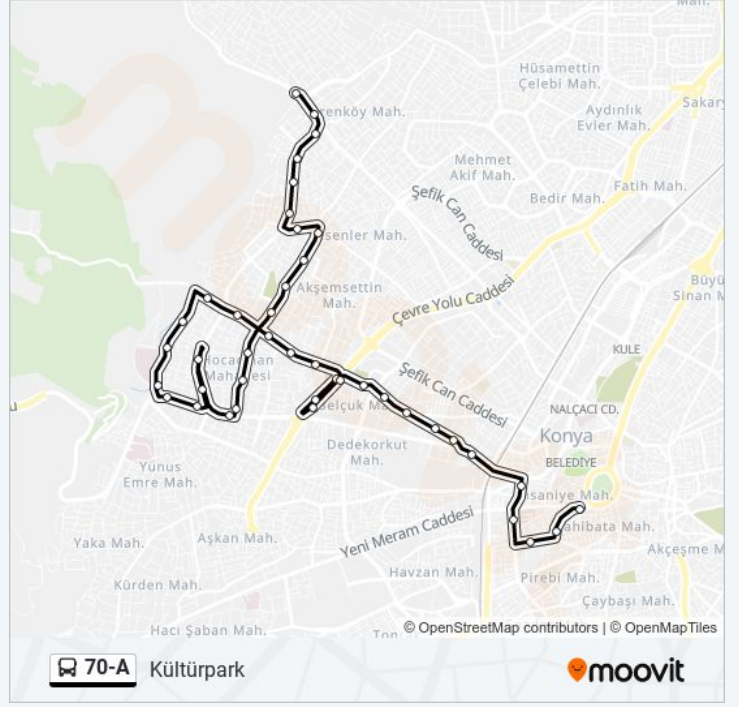 Mah.
Hüsamettin
Çelebi Mah.
renköy Mah.
Aydınlık
Evler Mah.
Sakar
Mehmet
Akif Mah.
Fatih Mah.
Bedir Mah.
Şefik Can Caddesi
senler Mah.
Akşemsettin
Mah.
Büyü
Sinan M
Çevre Yolu Caddesi
KULE
Hocacihan
Mahallesi
Şefik Can Caddesi
Selçuk Ma
NALÇACI CD.
Konya
Dedekorkut
Mah.
BELEDİYE
Yunus
Emre Mah.
saniye Mah.
Yeni Meram Caddesi
ahibata Mah.
Yaka Mah.
Aşkan Mah.
Akçeşme M
Havzan Mah.
Pirebi Mah.
Kürden Mah.
Çaybaşı Mah.
Hacı Şaban Mah.
© OpenStreetMap contributors | © OpenMapTiles
70-A Kültürpark
moovit